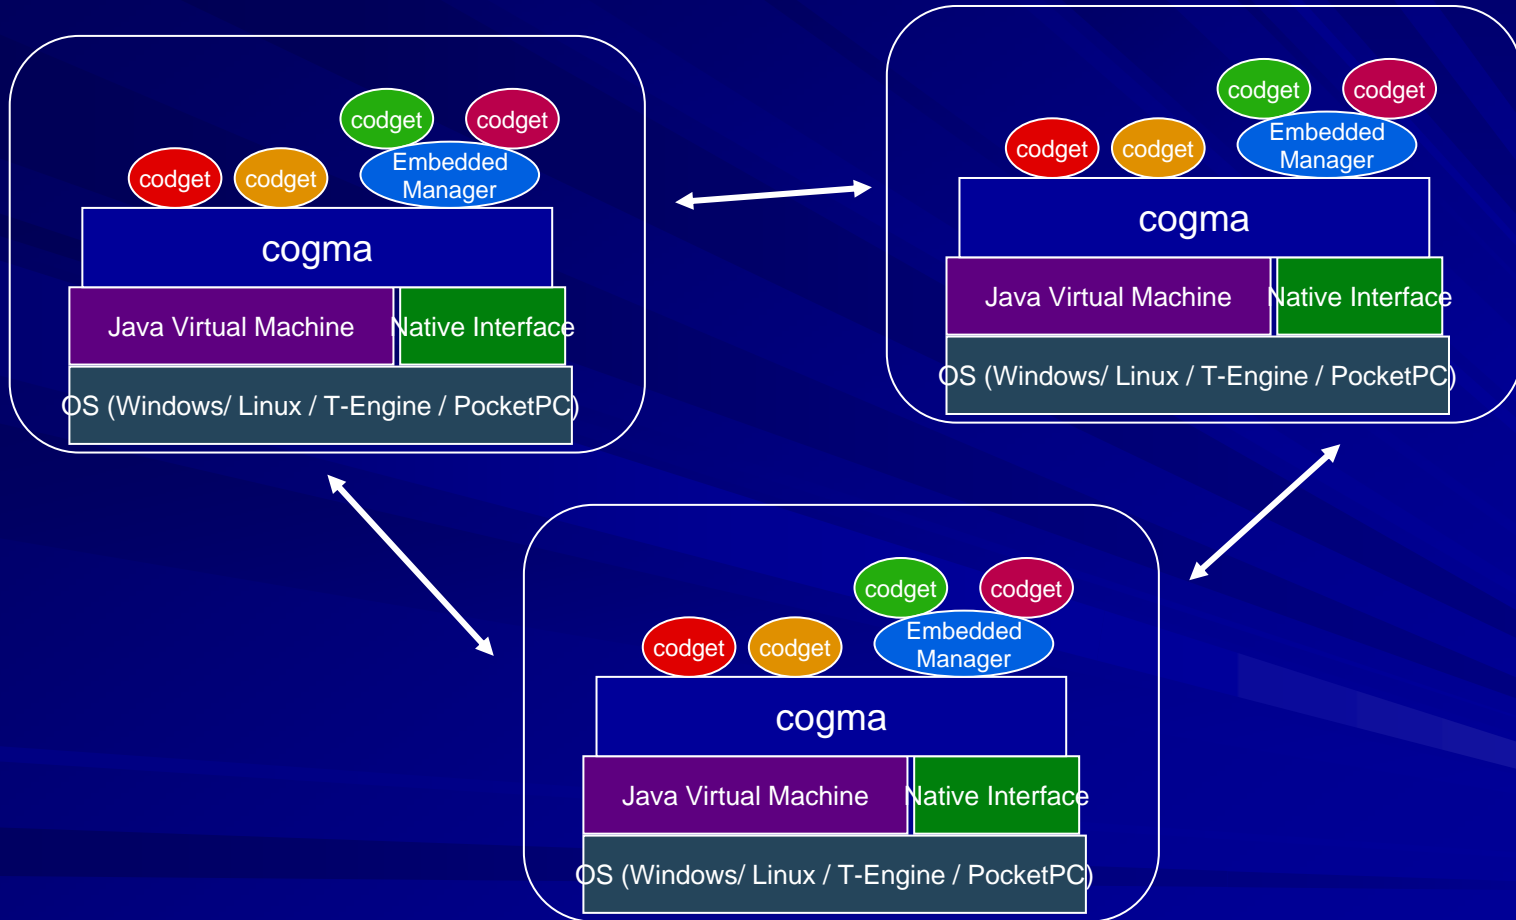 codget
codget
codget
codget
Embedded
Manager
cogma
Java Virtual Machine
Native Interface
OS (Windows/ Linux / T-Engine / PocketPC)
codget
codget
codget
codget
Embedded
Manager
cogma
Java Virtual Machine
Native Interface
OS (Windows/ Linux / T-Engine / PocketPC)
codget
codget
codget
codget
Embedded
Manager
cogma
Java Virtual Machine
Native Interface
OS (Windows/ Linux / T-Engine / PocketPC)